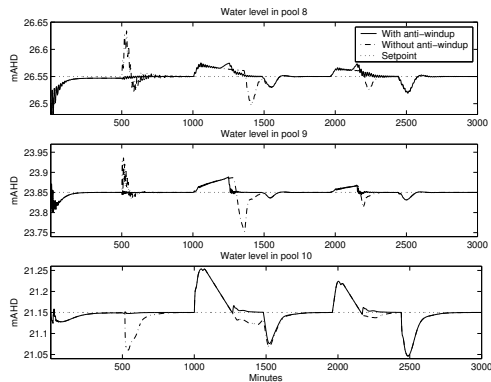 Water level in pool 8
26.65
26.6
26.55
26.5
mAHD
With anti-windup
Without anti-windup
Setpoint
500 1000 1500 2000 2500 3000
Water level in pool 9
23.95
23.9
23.85
23.8
23.75
mAHD
500 1000 1500 2000 2500 3000
Water level in pool 10
21.25
21.2
21.15
21.1
21.05
mAHD
500 1000 1500 2000 2500 3000
Minutes